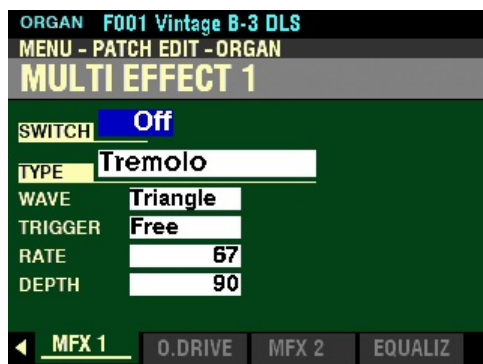 ORGAN F001 Vintage B-3 DLS
MENU - PATCH EDIT - ORGAN
MULTI EFFECT 1
SWITCH Off
TYPE Tremolo
WAVE Triangle
TRIGGER Free
RATE 67
DEPTH 90
MFX 1 O.DRIVE MFX 2 EQUALIZ